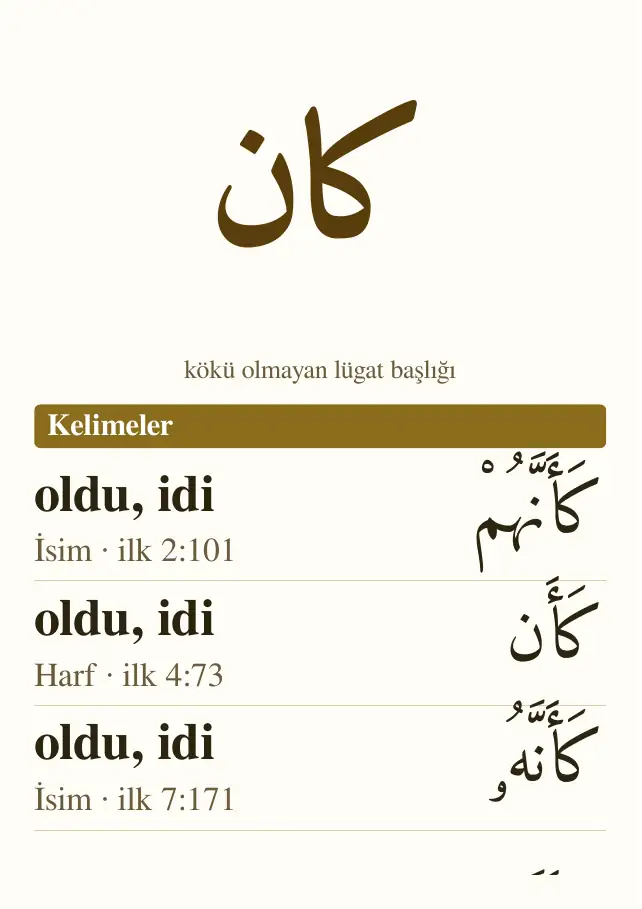 كان
kökü olmayan lügat başlığı
Kelimeler
oldu, idi كَأَنَّهُمْ
İsim · ilk 2:101
oldu, idi كَأَن
Harf · ilk 4:73
oldu, idi كَأَنَّهُۥ
İsim · ilk 7:171